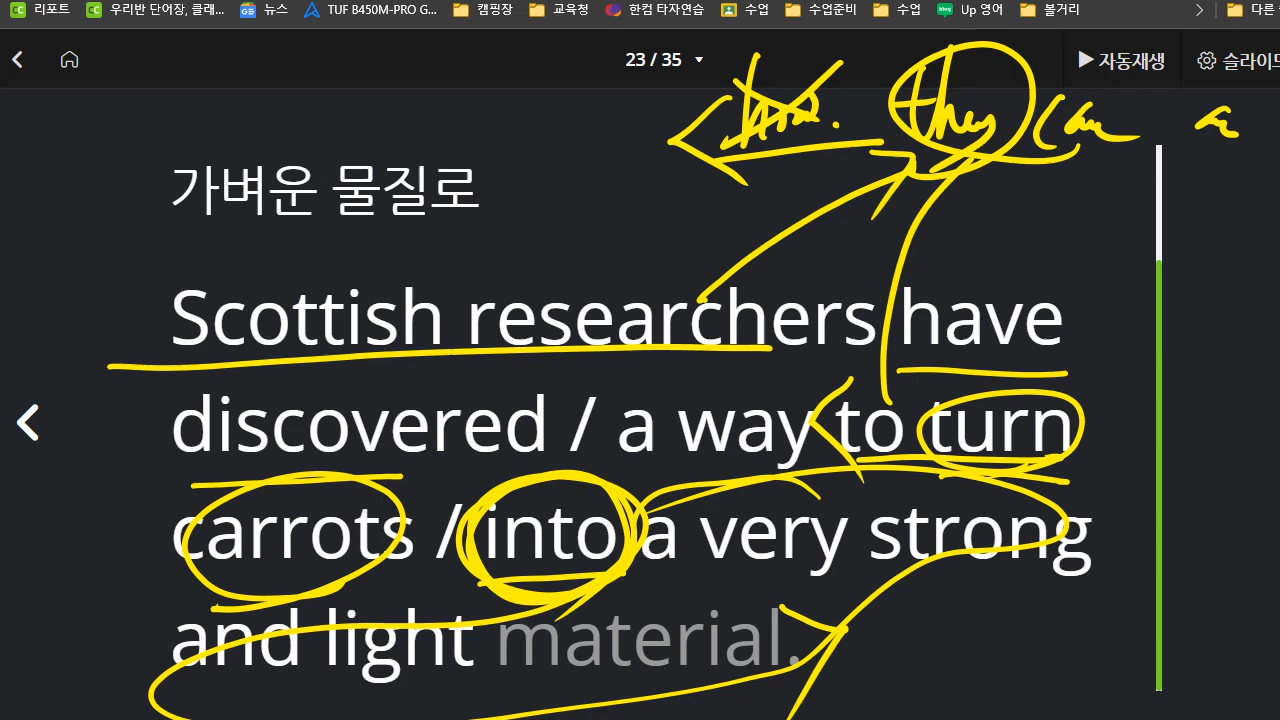 리포트 우리반 단어장, 클래... 뉴스 TUF B450M-PRO G... 캠핑장 교육청 한컴 타자연습 수업 수업준비 수업 Up 영어 볼거리 다른
23 / 35 자동재생 슬라이드
they
가벼운 물질로
Scottish researchers have
discovered / a way to turn
carrots / into a very strong
and light material.